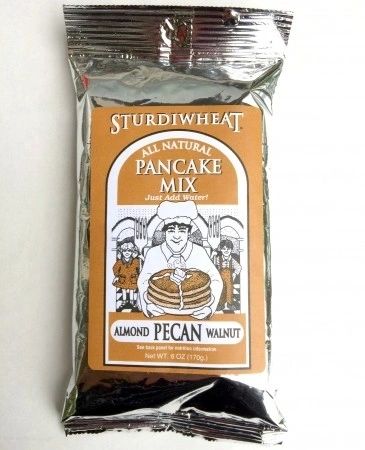 STURDIWHEAT
ALL NATURAL
PANCAKE
MIX
Just Add Water!
ALMOND PECAN WALNUT
See back panel for nutrition information
Net WT. 6 OZ (170g.)